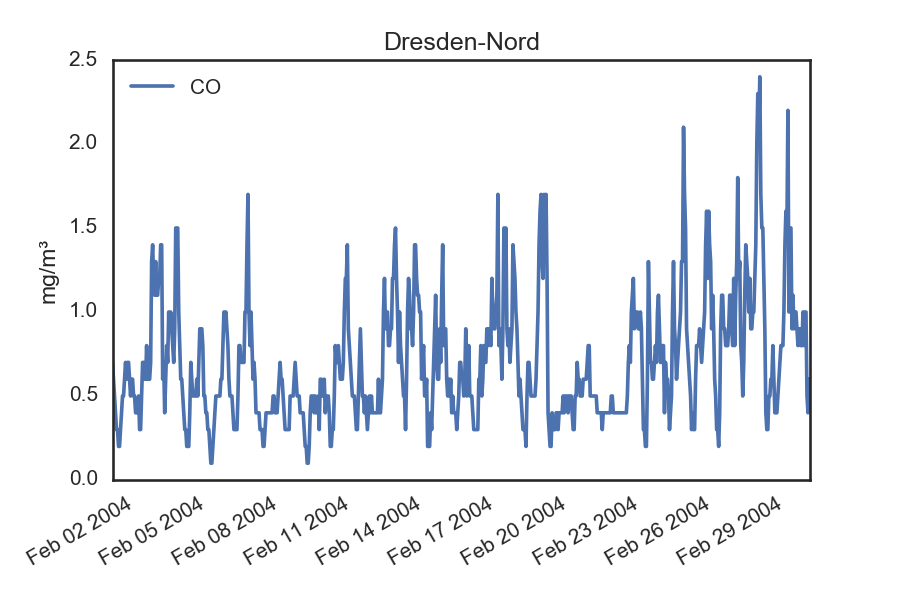 Dresden-Nord
CO
mg/m³
2.5
2.0
1.5
1.0
0.5
0.0
Feb 02 2004
Feb 05 2004
Feb 08 2004
Feb 11 2004
Feb 14 2004
Feb 17 2004
Feb 20 2004
Feb 23 2004
Feb 26 2004
Feb 29 2004